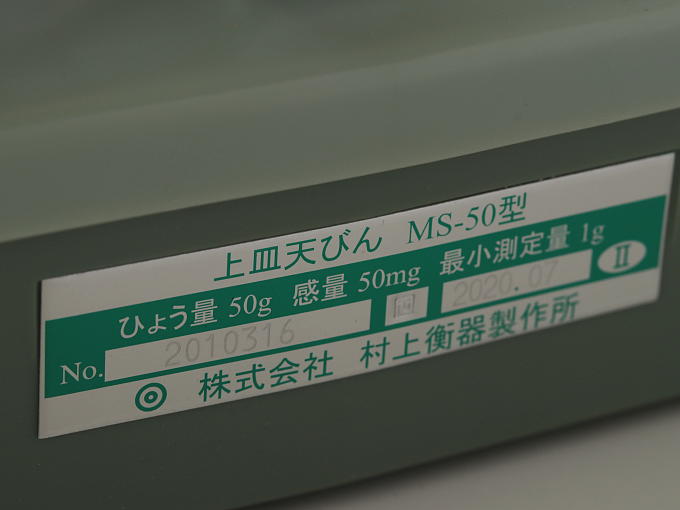 上皿天びん MS-50型
ひょう量 50g 感量 50mg 最小測定量 1g
No. 2010316 2020.07 II
株式会社 村上衡器製作所